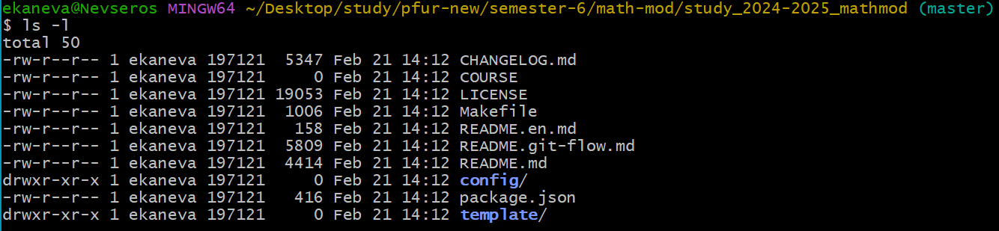 ekaneva@Nevseros MINGW64 ~/Desktop/study/pfur-new/semester-6/math-mod/study_2024-2025_mathmod (master)
$ ls -l
total 50
-rw-r--r-- 1 ekaneva 197121  5347 Feb 21 14:12 CHANGELOG.md
-rw-r--r-- 1 ekaneva 197121     0 Feb 21 14:12 COURSE
-rw-r--r-- 1 ekaneva 197121 19053 Feb 21 14:12 LICENSE
-rw-r--r-- 1 ekaneva 197121  1006 Feb 21 14:12 Makefile
-rw-r--r-- 1 ekaneva 197121   158 Feb 21 14:12 README.en.md
-rw-r--r-- 1 ekaneva 197121  5809 Feb 21 14:12 README.git-flow.md
-rw-r--r-- 1 ekaneva 197121  4414 Feb 21 14:12 README.md
drwxr-xr-x 1 ekaneva 197121     0 Feb 21 14:12 config/
-rw-r--r-- 1 ekaneva 197121   416 Feb 21 14:12 package.json
drwxr-xr-x 1 ekaneva 197121     0 Feb 21 14:12 template/